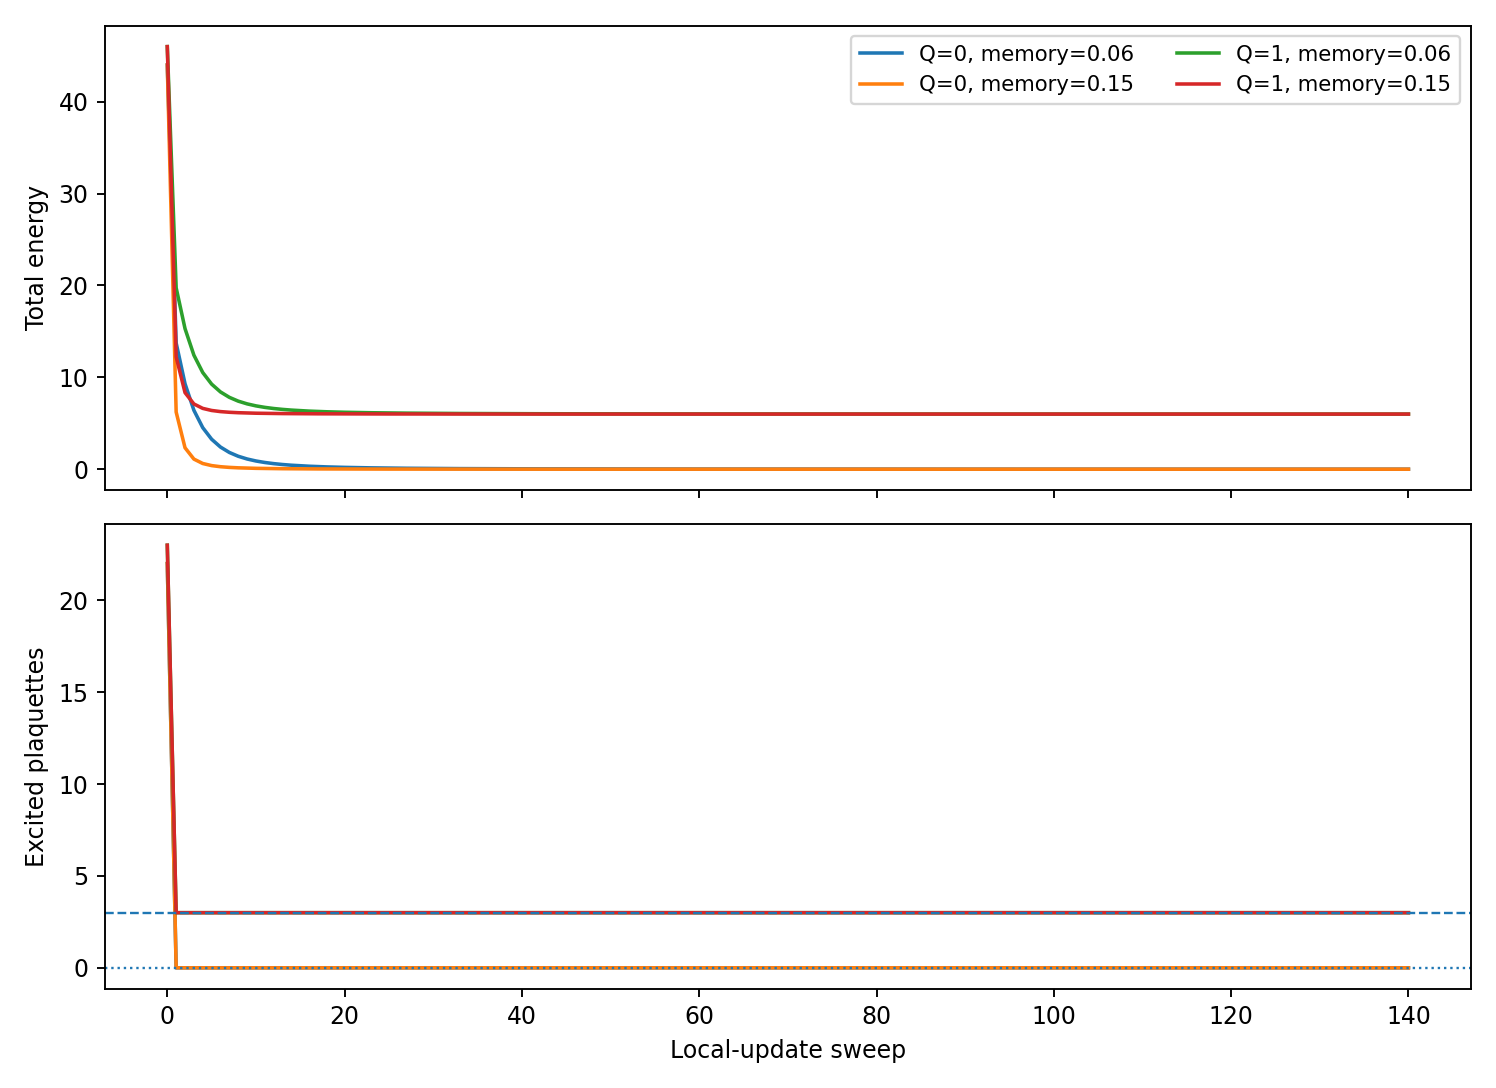 Total energy
40
30
20
10
0
Q=0, memory=0.06
Q=0, memory=0.15
Q=1, memory=0.06
Q=1, memory=0.15
Excited plaquettes
20
15
10
5
0
0 20 40 60 80 100 120 140
Local-update sweep